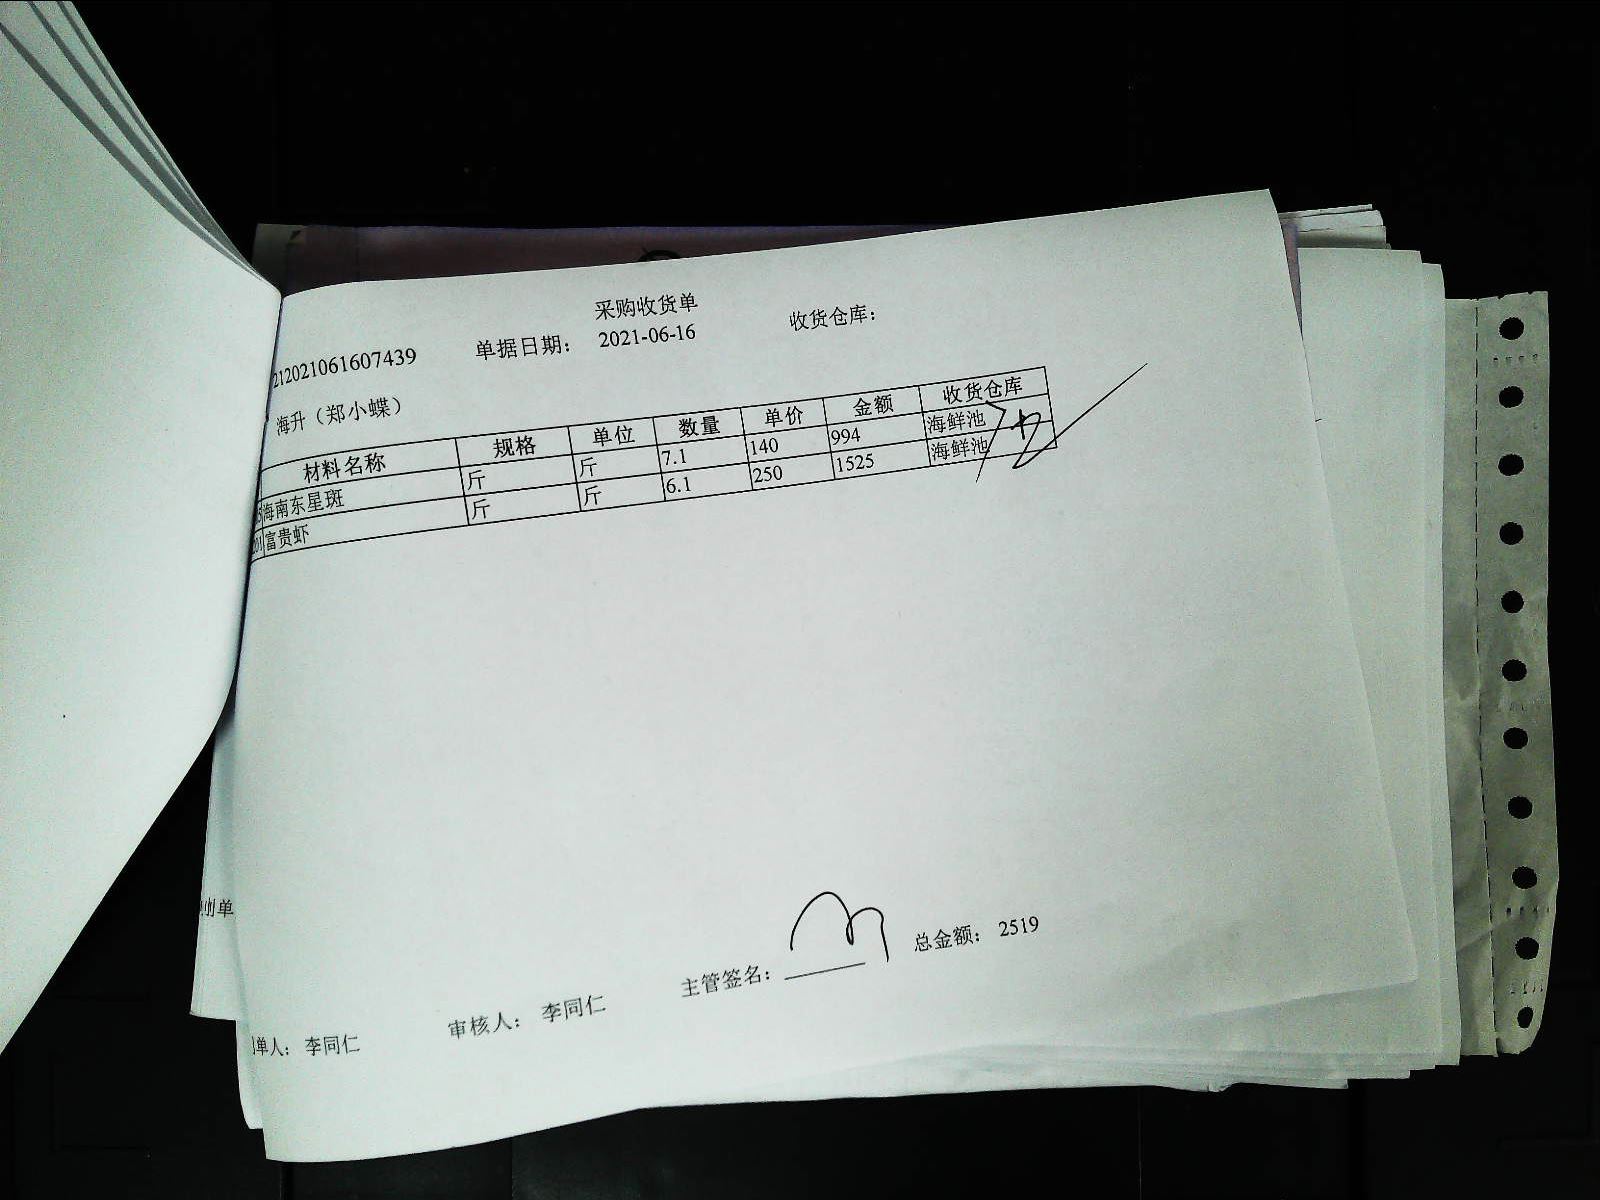 采购收货单
212021061607439 单据日期： 2021-06-16 收货仓库：
海升（郑小蝶）
材料名称 规格 单位 数量 单价 金额 收货仓库
海南东星斑 斤 斤 7.1 140 994 海鲜池
01 富贵虾 斤 斤 6.1 250 1525 海鲜池
单
主管签名： 总金额： 2519
单人： 李同仁 审核人： 李同仁